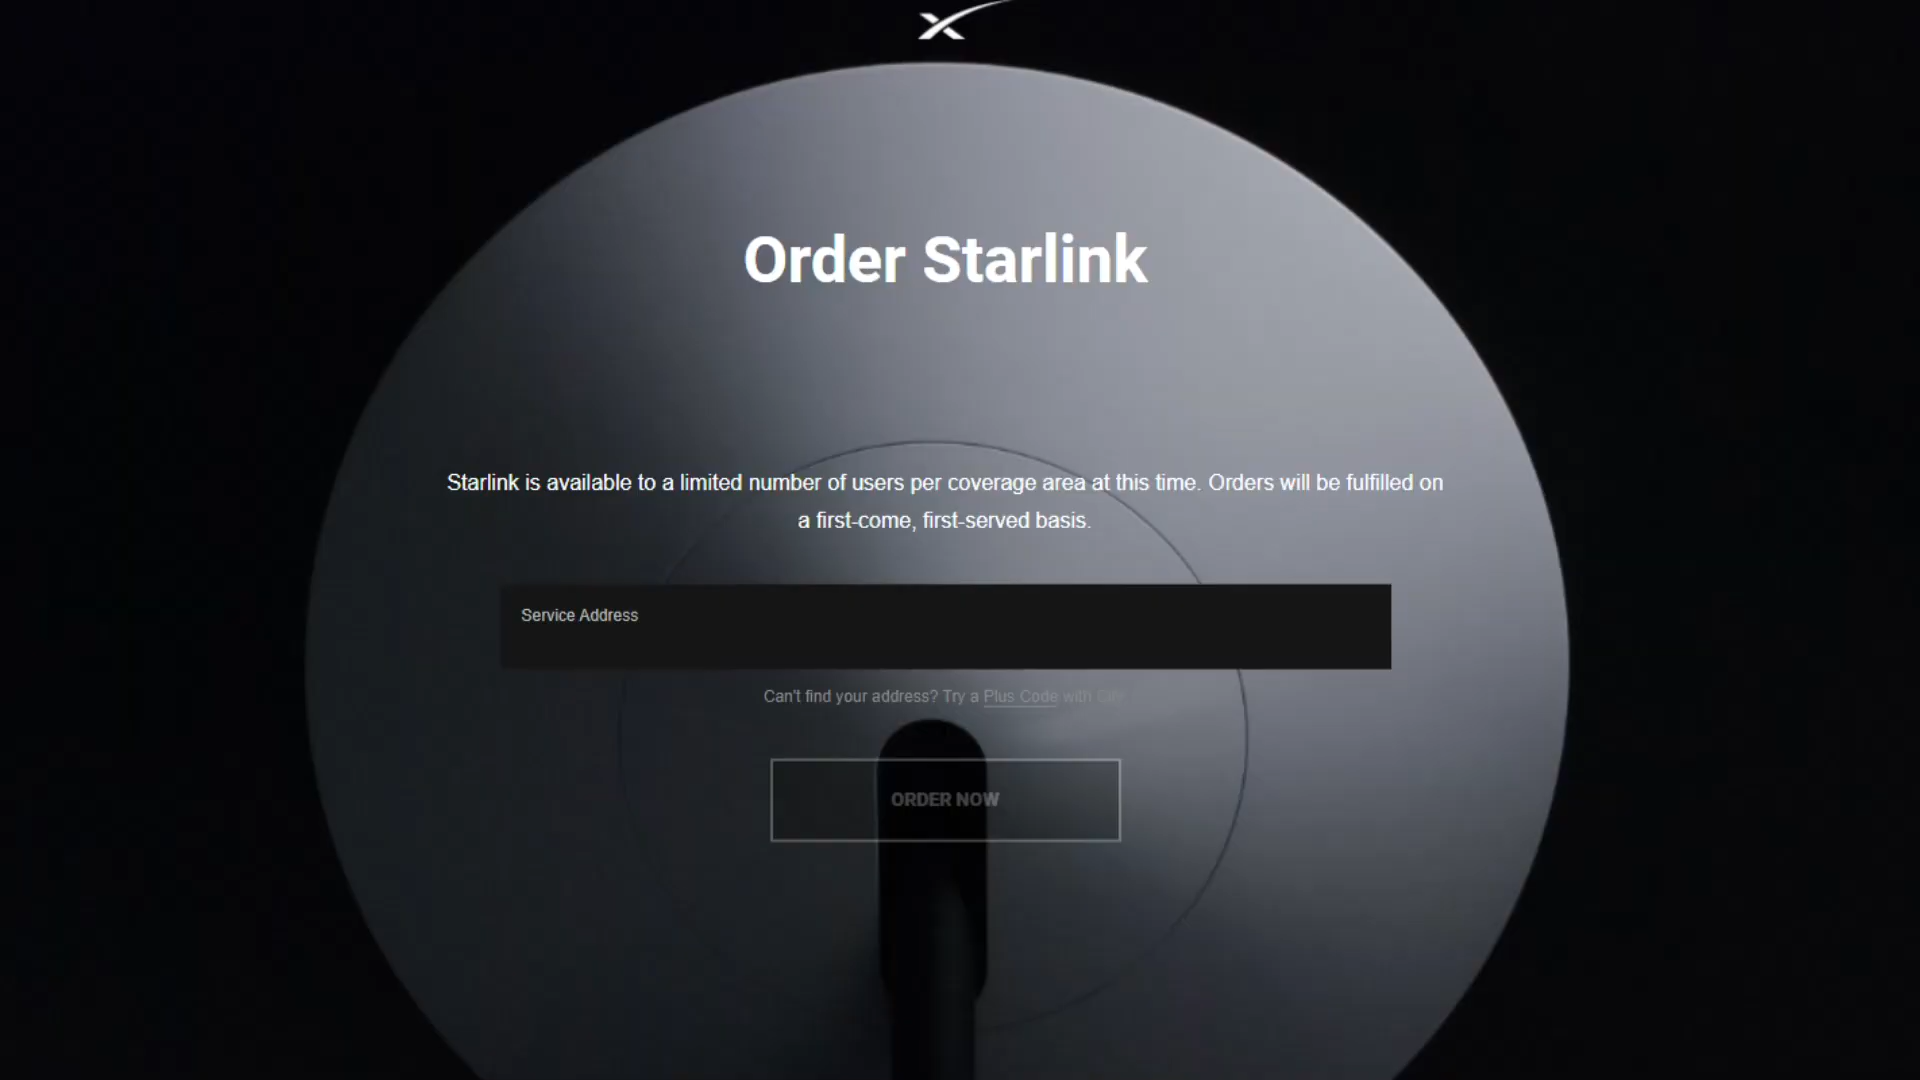 Order Starlink
Starlink is available to a limited number of users per coverage area at this time. Orders will be fulfilled on
a first-come, first-served basis.
Service Address
Can't find your address? Try a Plus Code with City
ORDER NOW